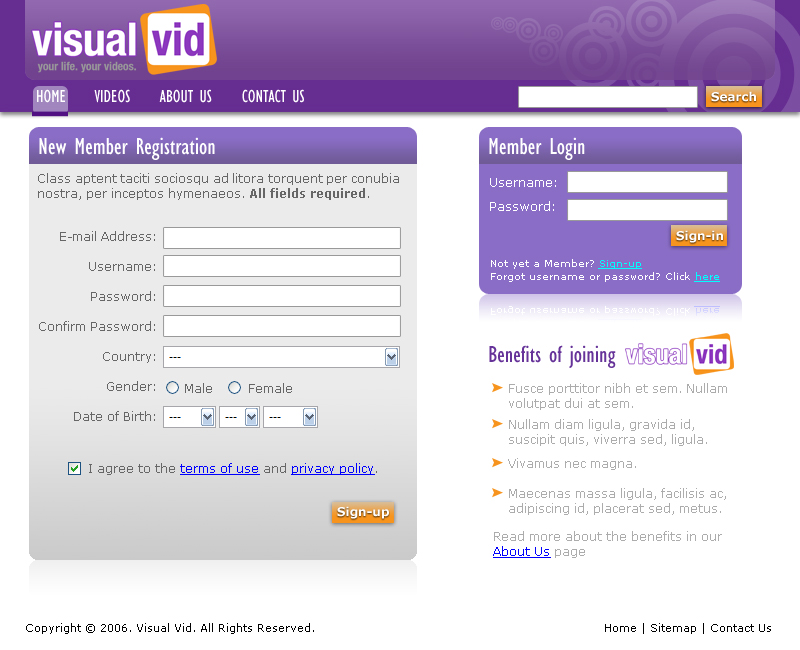 visual vid
your life. your videos.
HOME VIDEOS ABOUT US CONTACT US Search
New Member Registration
Class aptent taciti sociosqu ad litora torquent per conubia
nostra, per inceptos hymenaeos. All fields required.
E-mail Address:
Username:
Password:
Confirm Password:
Country: ---
Gender: Male Female
Date of Birth: --- --- ---
I agree to the terms of use and privacy policy.
Sign-up
Member Login
Username:
Password:
Sign-in
Not yet a Member? Sign-up
Forgot username or password? Click here
Benefits of joining visual vid
Fusce porttitor nibh et sem. Nullam
volutpat dui at sem.
Nullam diam ligula, gravida id,
suscipit quis, viverra sed, ligula.
Vivamus nec magna.
Maecenas massa ligula, facilisis ac,
adipiscing id, placerat sed, metus.
Read more about the benefits in our
About Us page
Copyright © 2006. Visual Vid. All Rights Reserved.
Home | Sitemap | Contact Us